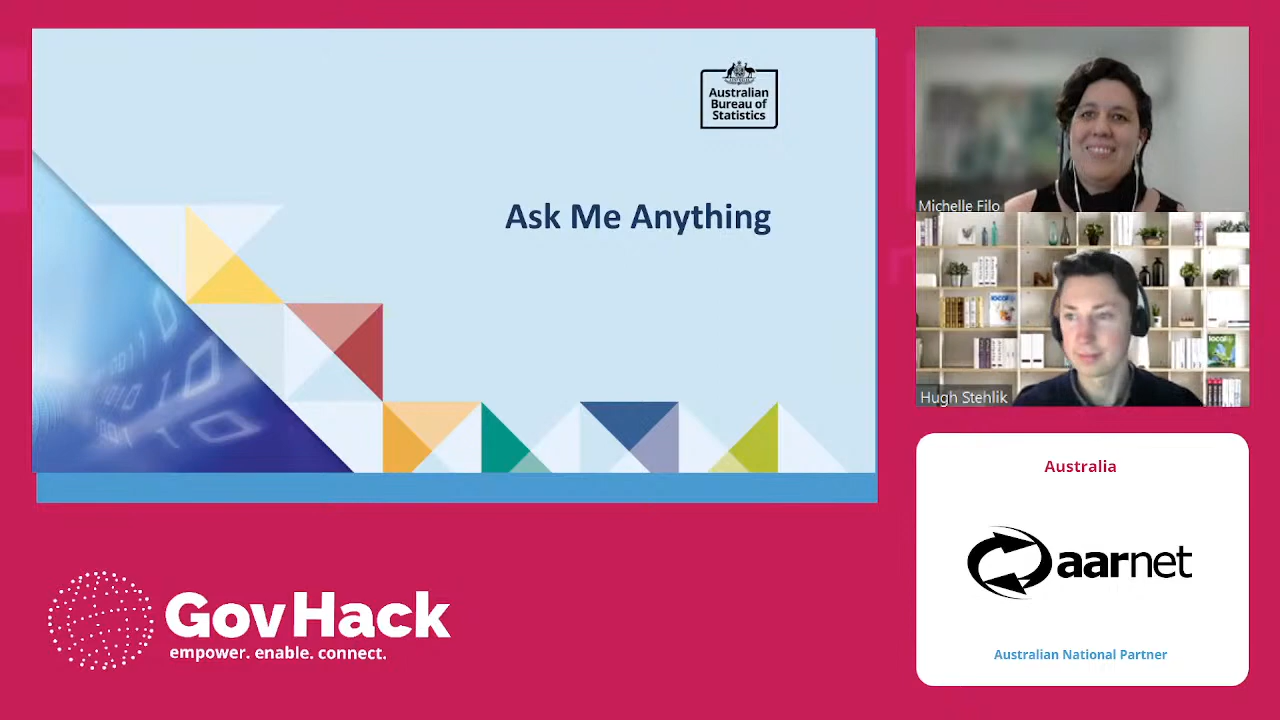 Australian
Bureau of
Statistics
Ask Me Anything
Michelle Filo
Hugh Stehlik
Australia
aarnet
Australian National Partner
GovHack
empower. enable. connect.